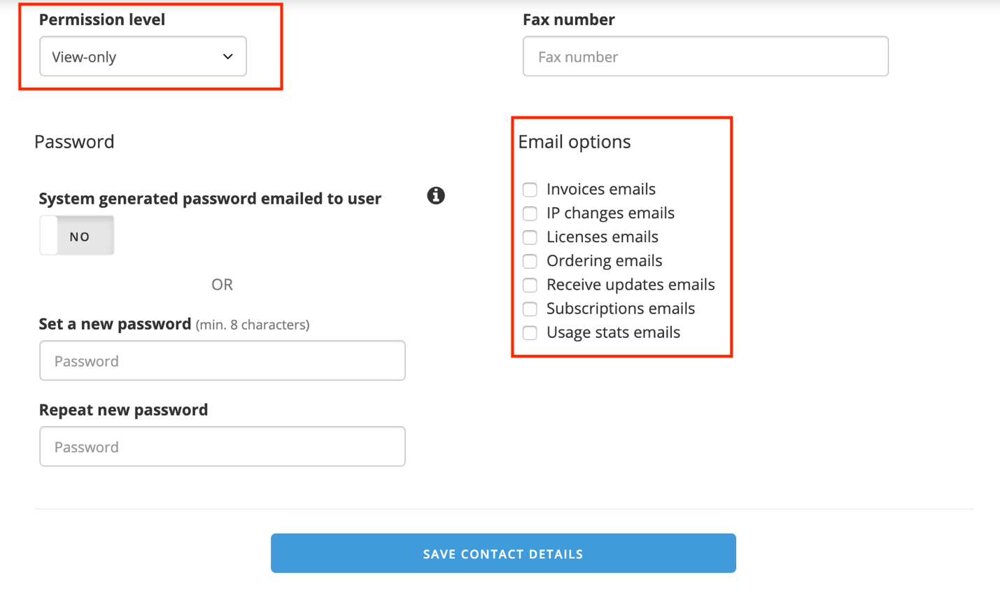 Permission level
View-only
Fax number
Fax number
Password
System generated password emailed to user
NO
OR
Set a new password (min. 8 characters)
Password
Repeat new password
Password
Email options
Invoices emails
IP changes emails
Licenses emails
Ordering emails
Receive updates emails
Subscriptions emails
Usage stats emails
SAVE CONTACT DETAILS